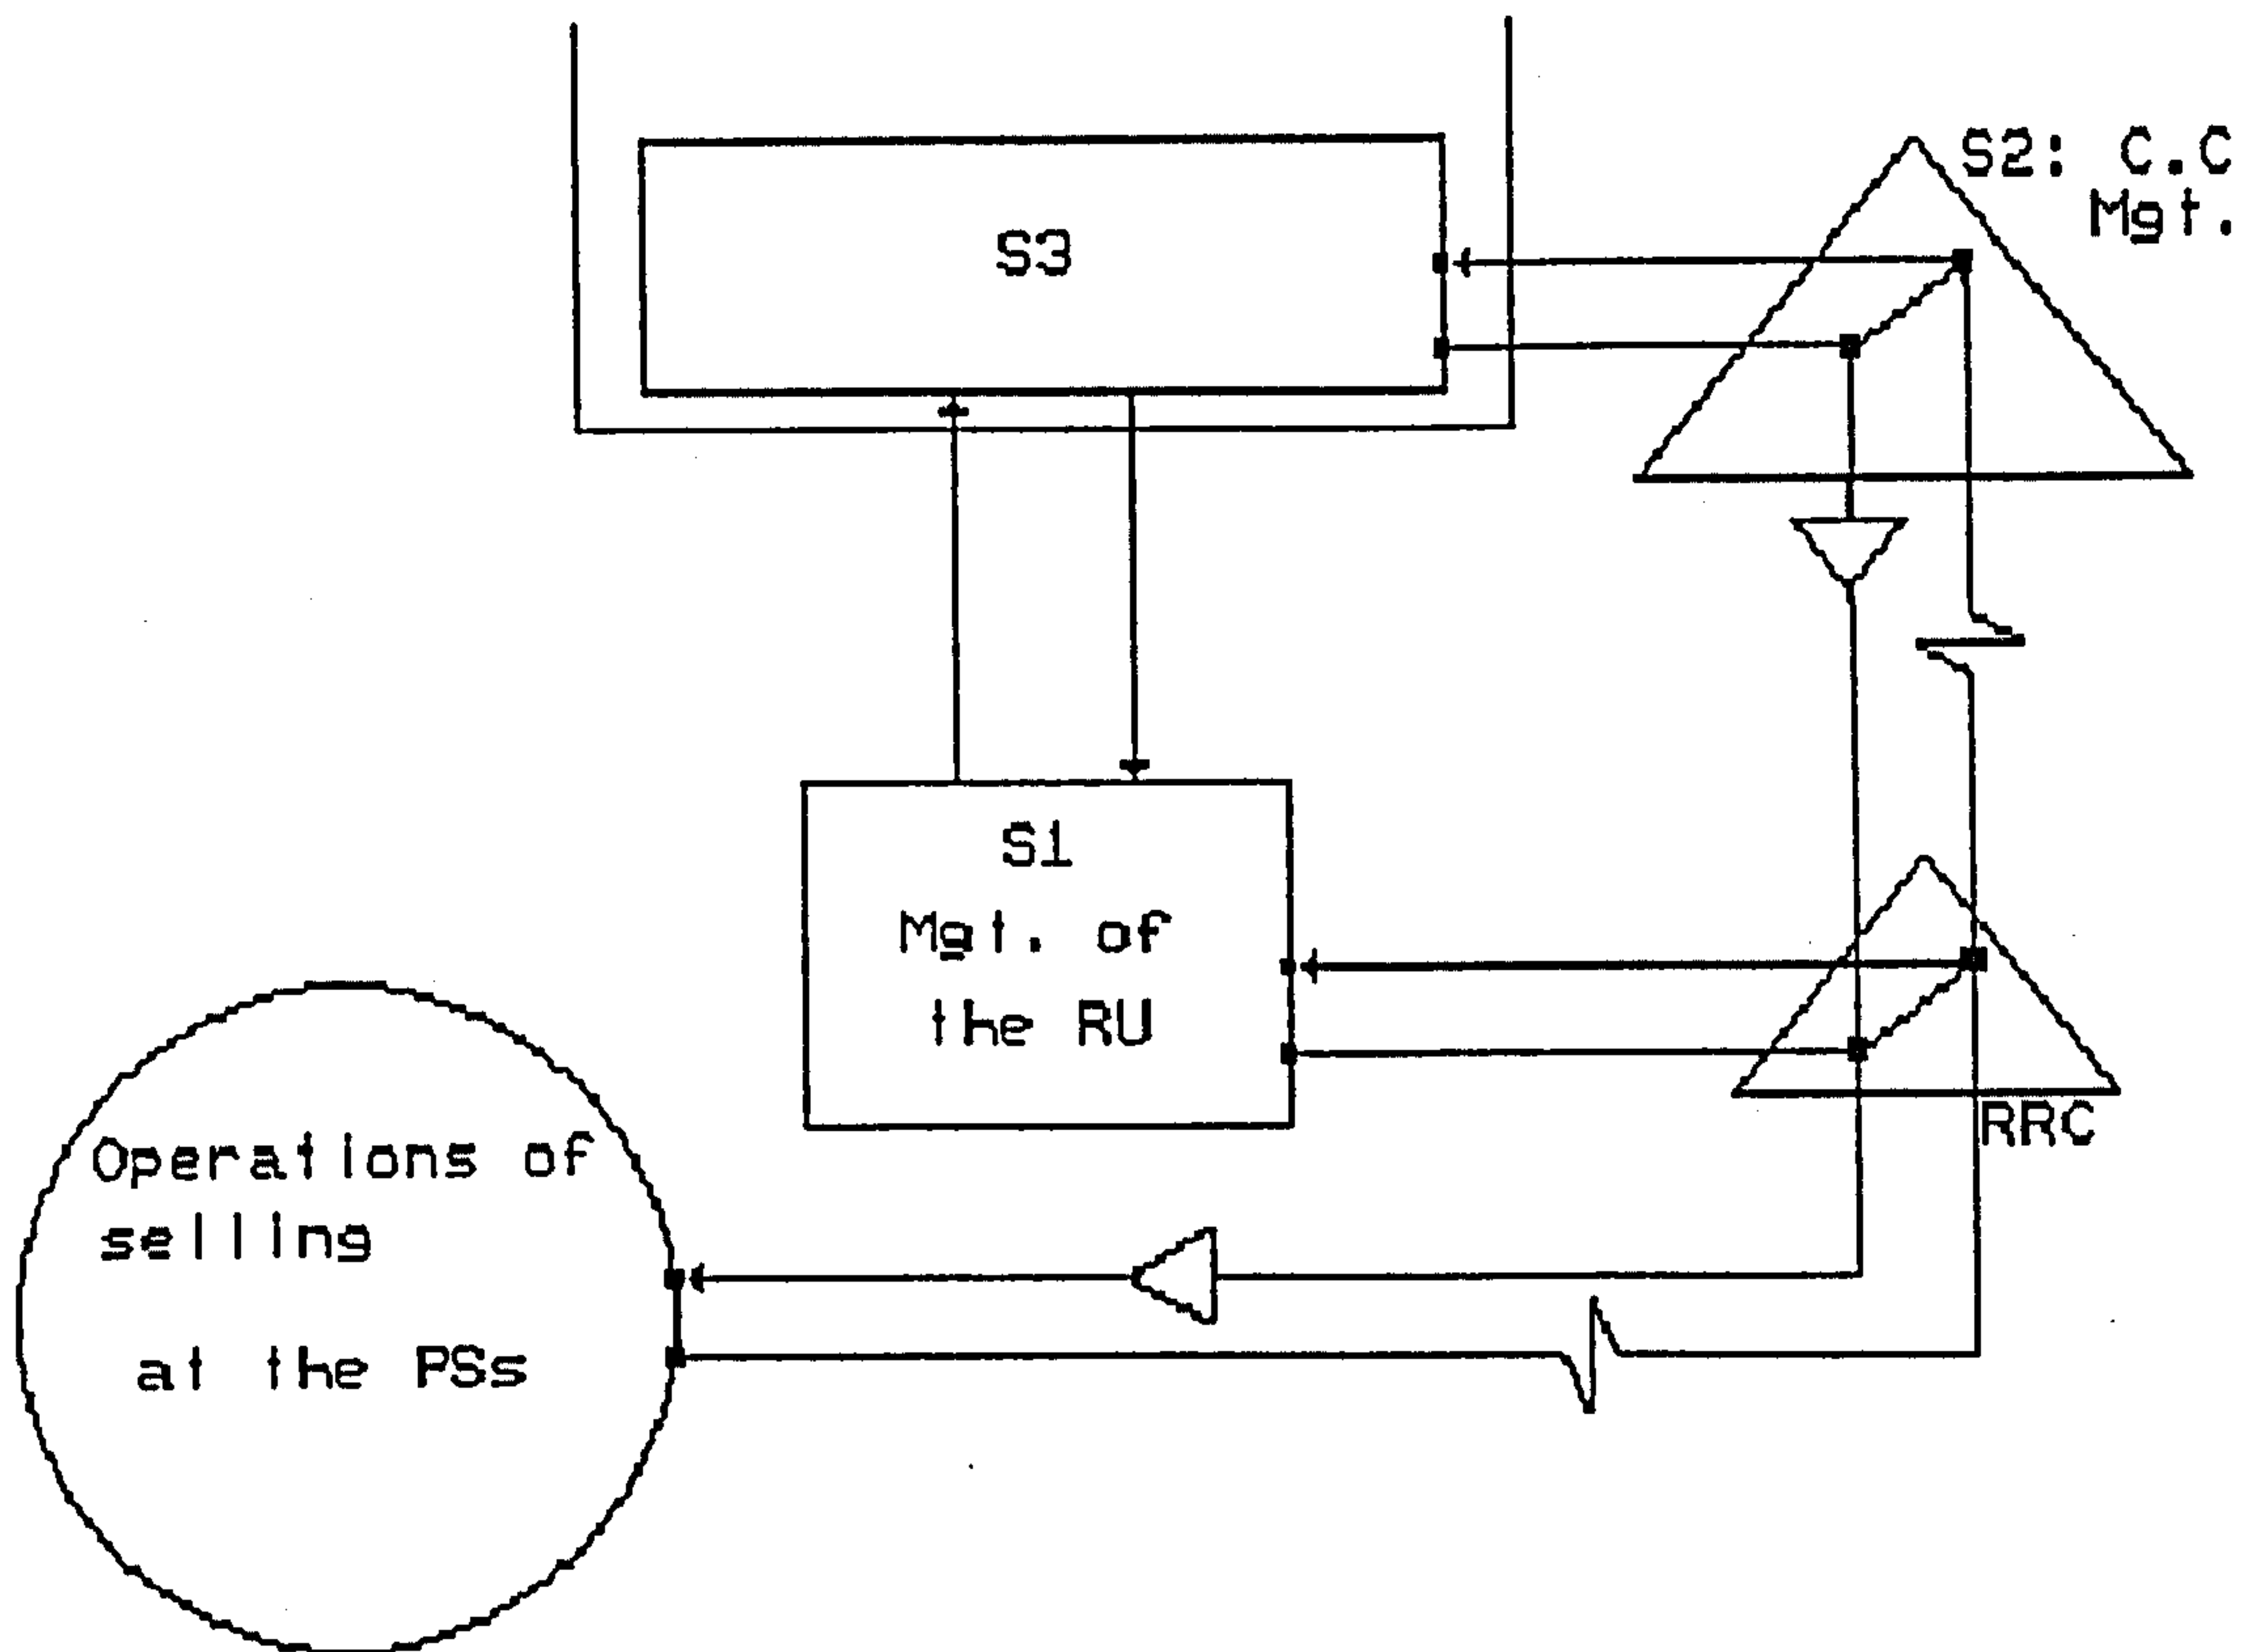 S2: C.C
Mgt.
S3
S1
Mgt. of
the RU
RRC
Operations of
selling
at the PSs